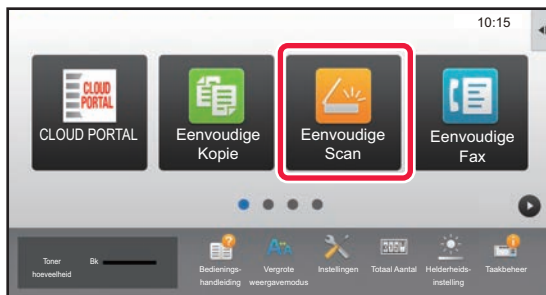 10:15
CLOUD
PORTAL
CLOUD PORTAL
Eenvoudige
Kopie
Eenvoudige
Scan
Eenvoudige
Fax
Toner
hoeveelheid
Bk
Bedienings-
handleiding
Vergrote
weergavemodus
Instellingen
Totaal Aantal
Helderheids-
instelling
Taakbeheer